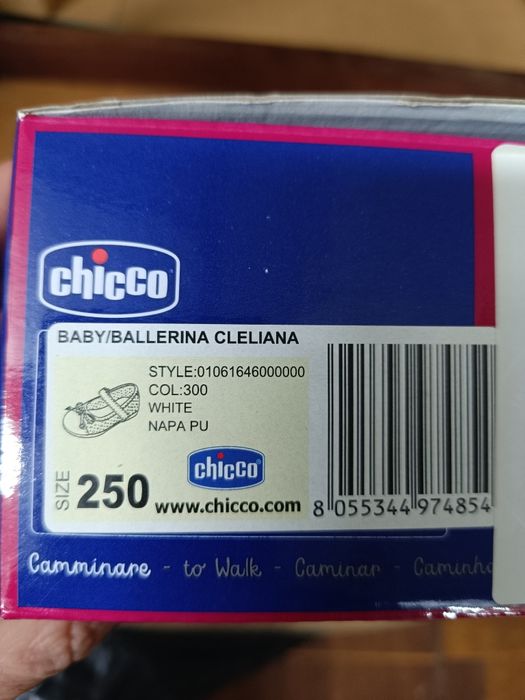 chicco
BABY/BALLERINA CLELIANA
STYLE:01061646000000
COL:300
WHITE
NAPA PU
chicco
SIZE 250
www.chicco.com
8 055344 974854
Camminare - to Walk - Caminar -